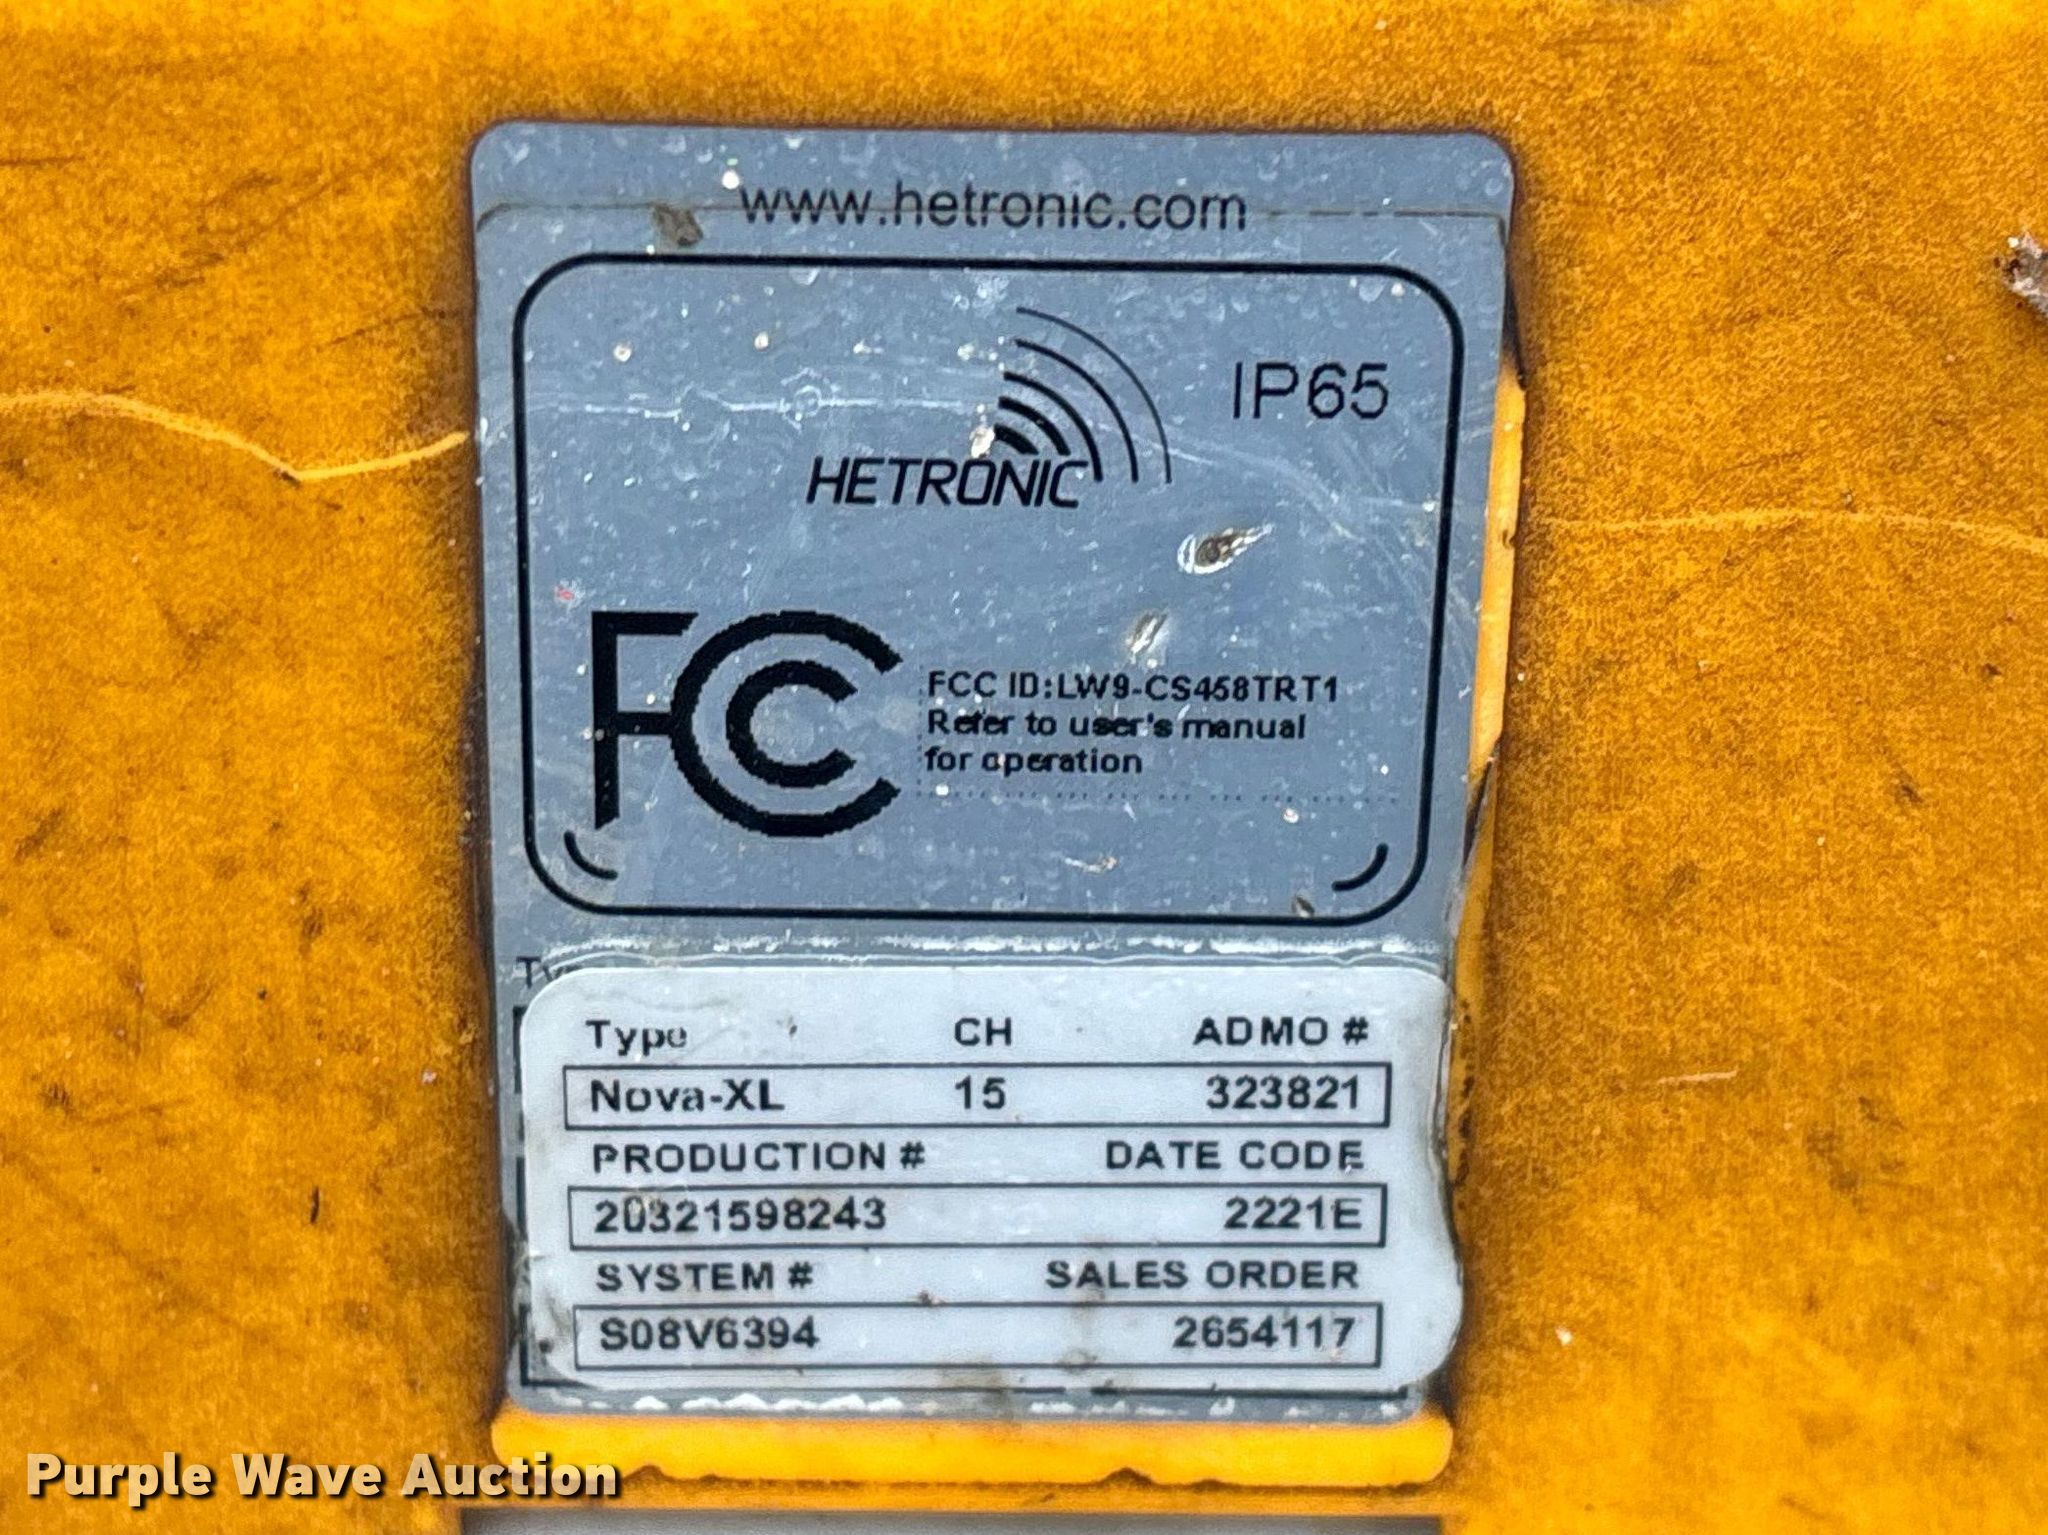 www.hetronic.com
IP65
HETRONIC
FC
FCC ID:LW9-CS458TRT1
Refer to user's manual
for operation
Type CH ADMO #
Nova-XL 15 323821
PRODUCTION # DATE CODE
20321598243 2221E
SYSTEM # SALES ORDER
S08V6394 2654117
Purple Wave Auction